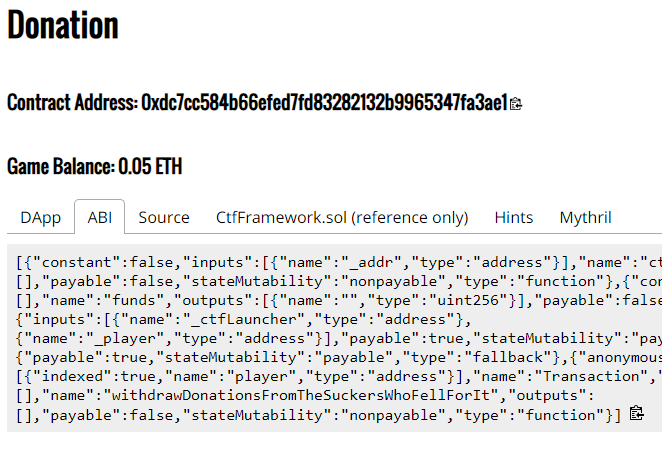 Donation
Contract Address: 0xdc7cc584b66efed7fd83282132b9965347fa3ae1
Game Balance: 0.05 ETH
DApp ABI Source CtfFramework.sol (reference only) Hints Mythril
[{"constant":false,"inputs":[{"name":"_addr","type":"address"}],"name":"ct
[],"payable":false,"stateMutability":"nonpayable","type":"function"},{"con
[],"name":"funds","outputs":[{"name":"","type":"uint256"}],"payable":false
{"inputs":[{"name":"_ctfLauncher","type":"address"},
{"name":"_player","type":"address"}],"payable":true,"stateMutability":"pay
{"payable":true,"stateMutability":"payable","type":"fallback"},{"anonymous
[{"indexed":true,"name":"player","type":"address"}],"name":"Transaction","
[],"name":"withdrawDonationsFromTheSuckersWhoFellForIt","outputs":
[],"payable":false,"stateMutability":"nonpayable","type":"function"}]